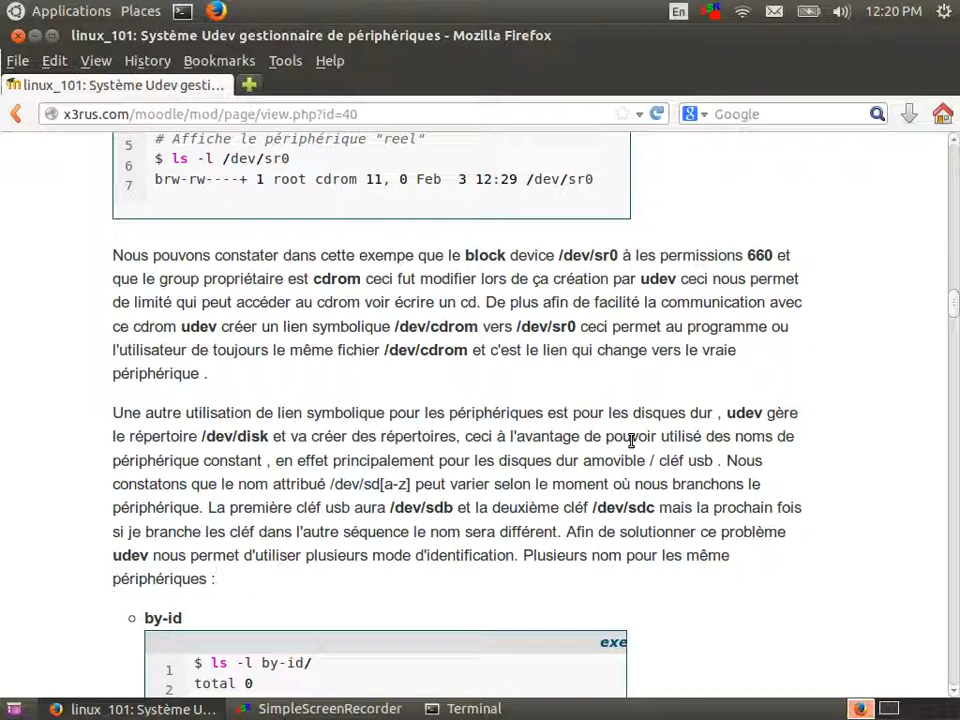 Applications Places
En
12:20 PM
linux_101: Système Udev gestionnaire de périphériques - Mozilla Firefox
File Edit View History Bookmarks Tools Help
linux_101: Système Udev gesti...
x3rus.com/moodle/mod/page/view.php?id=40
Google
5 # Affiche le périphérique "reel"
6 $ ls -l /dev/sr0
7 brw-rw----+ 1 root cdrom 11, 0 Feb  3 12:29 /dev/sr0
Nous pouvons constater dans cette exempe que le block device /dev/sr0 à les permissions 660 et
que le group propriétaire est cdrom ceci fut modifier lors de ça création par udev ceci nous permet
de limité qui peut accéder au cdrom voir écrire un cd. De plus afin de facilité la communication avec
ce cdrom udev créer un lien symbolique /dev/cdrom vers /dev/sr0 ceci permet au programme ou
l'utilisateur de toujours le même fichier /dev/cdrom et c'est le lien qui change vers le vraie
périphérique .
Une autre utilisation de lien symbolique pour les périphériques est pour les disques dur , udev gère
le répertoire /dev/disk et va créer des répertoires, ceci à l'avantage de pouvoir utilisé des noms de
périphérique constant , en effet principalement pour les disques dur amovible / cléf usb . Nous
constatons que le nom attribué /dev/sd[a-z] peut varier selon le moment où nous branchons le
périphérique. La première cléf usb aura /dev/sdb et la deuxième cléf /dev/sdc mais la prochain fois
si je branche les cléf dans l'autre séquence le nom sera différent. Afin de solutionner ce problème
udev nous permet d'utiliser plusieurs mode d'identification. Plusieurs nom pour les même
périphériques :
by-id
exe
1 $ ls -l by-id/
2 total 0
linux_101: Système U... SimpleScreenRecorder Terminal